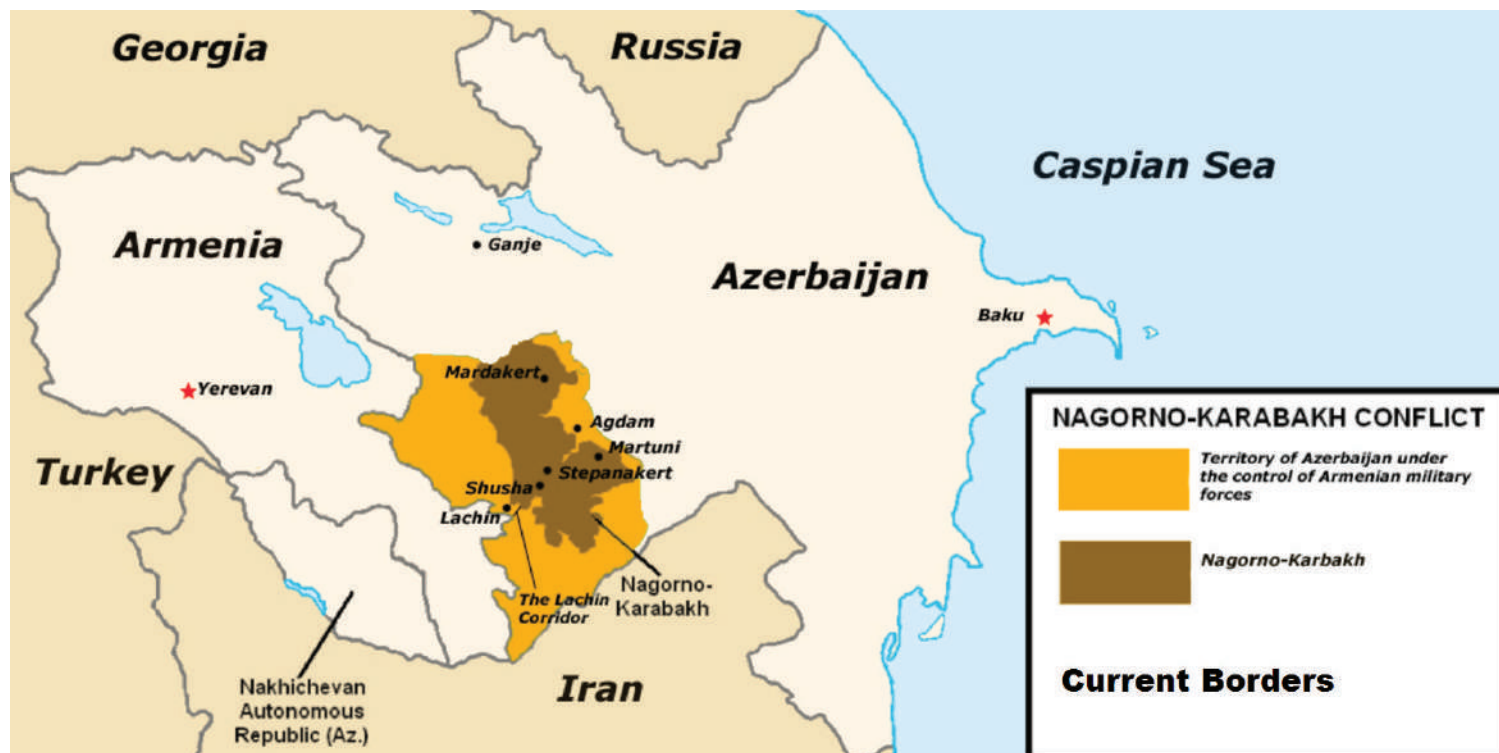 Georgia
Russia
Caspian Sea
Armenia
Ganje
Azerbaijan
Baku
Yerevan
Mardakert
Agdam
Martuni
Stepanakert
Shusha
Lachin
Turkey
The Lachin
Corridor
Nagorno-
Karabakh
Iran
Nakhichevan
Autonomous
Republic (Az.)
NAGORNO-KARABAKH CONFLICT
Territory of Azerbaijan under
the control of Armenian military
forces
Nagorno-Karbakh
Current Borders